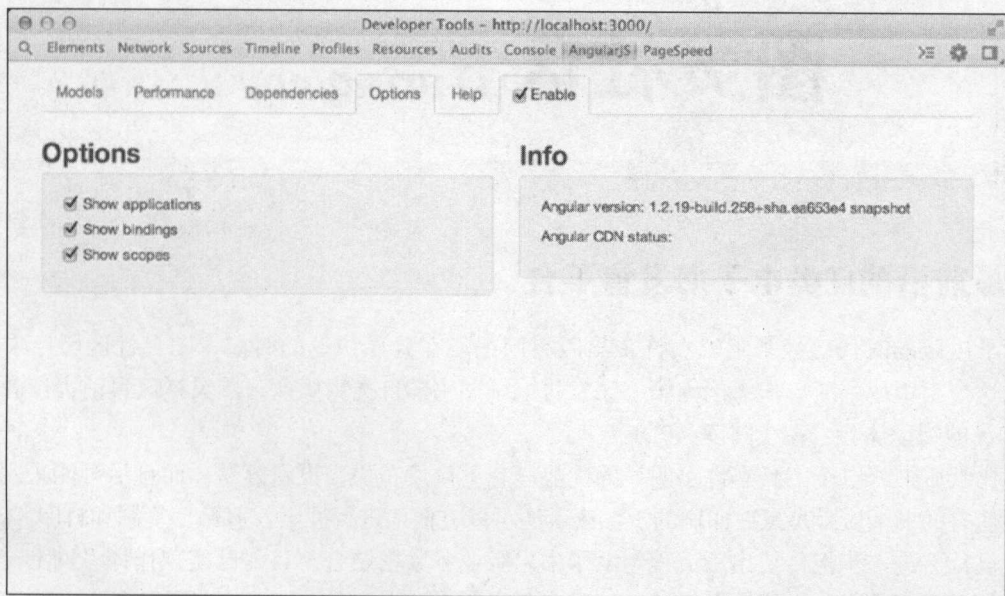 Developer Tools - http://localhost:3000/
Elements Network Sources Timeline Profiles Resources Audits Console AngularJS PageSpeed
Models Performance Dependencies Options Help Enable
Options
Info
Show applications
Show bindings
Show scopes
Angular version: 1.2.19-build.258+sha.ea653e4 snapshot
Angular CDN status: